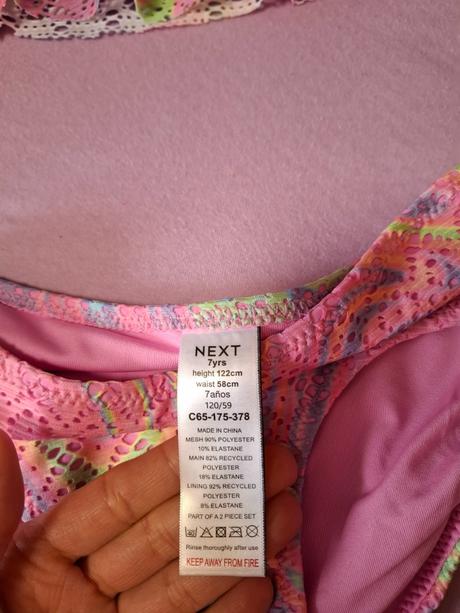 NEXT
7yrs
height 122cm
waist 58cm
7años
120/59
C65-175-378
MADE IN CHINA
MESH 90% POLYESTER
10% ELASTANE
MAIN 82% RECYCLED
POLYESTER
18% ELASTANE
LINING 92% RECYCLED
POLYESTER
8% ELASTANE
PART OF A 2 PIECE SET
Rinse thoroughly after use
KEEP AWAY FROM FIRE